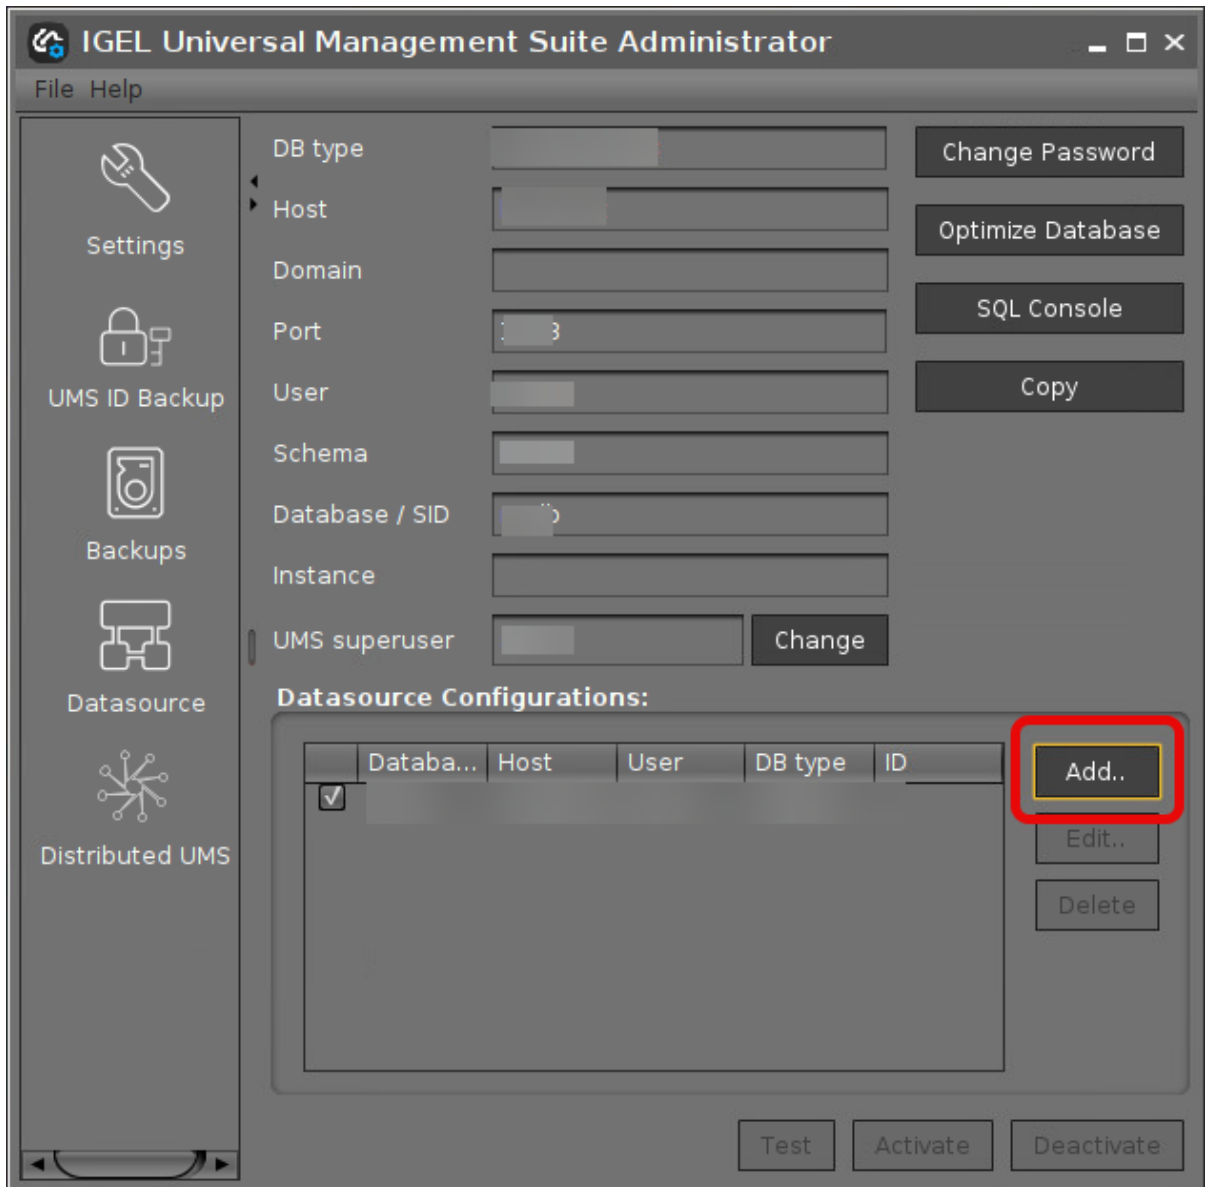 IGEL Universal Management Suite Administrator
File Help
Settings
UMS ID Backup
Backups
Datasource
Distributed UMS
DB type
Host
Domain
Port
User
Schema
Database / SID
Instance
UMS superuser
Change
Change Password
Optimize Database
SQL Console
Copy
Datasource Configurations:
Databa... Host User DB type ID
Add..
Edit..
Delete
Test Activate Deactivate